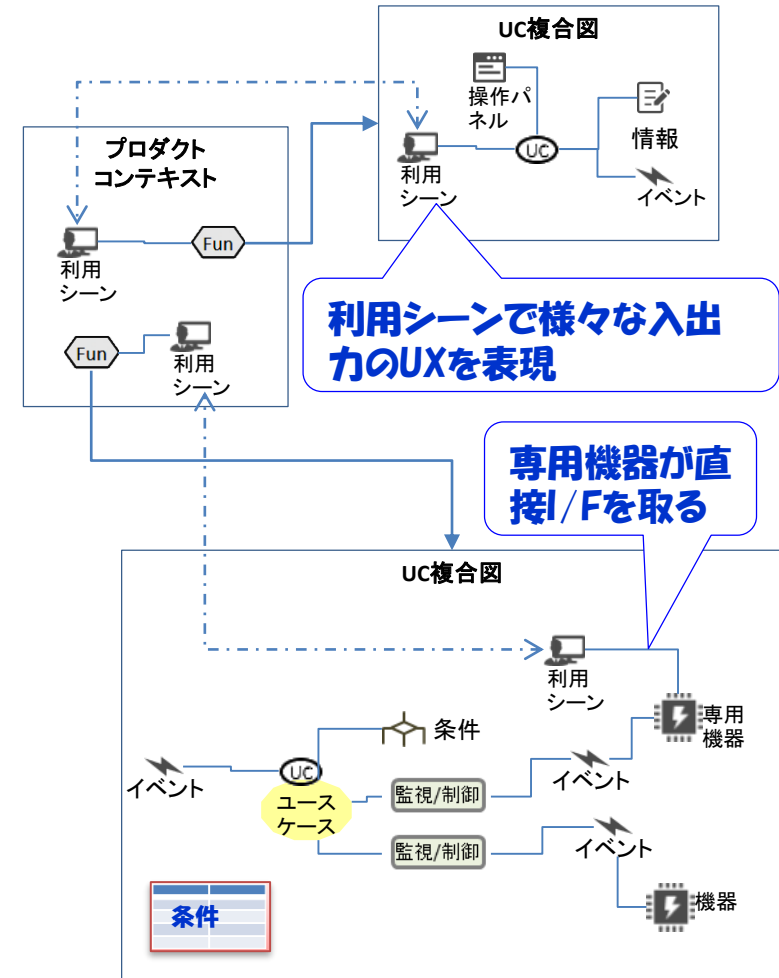 UC複合図
操作パ
ネル
情報
UC
利用
シーン
イベント
プロダクト
コンテキスト
Fun
利用
シーン
Fun
利用
シーン
利用シーンで様々な入出
力のUXを表現
専用機器が直
接I/Fを取る
UC複合図
利用
シーン
専用
機器
条件
イベント
UC
ユース
ケース
監視/制御
イベント
監視/制御
イベント
条件
機器